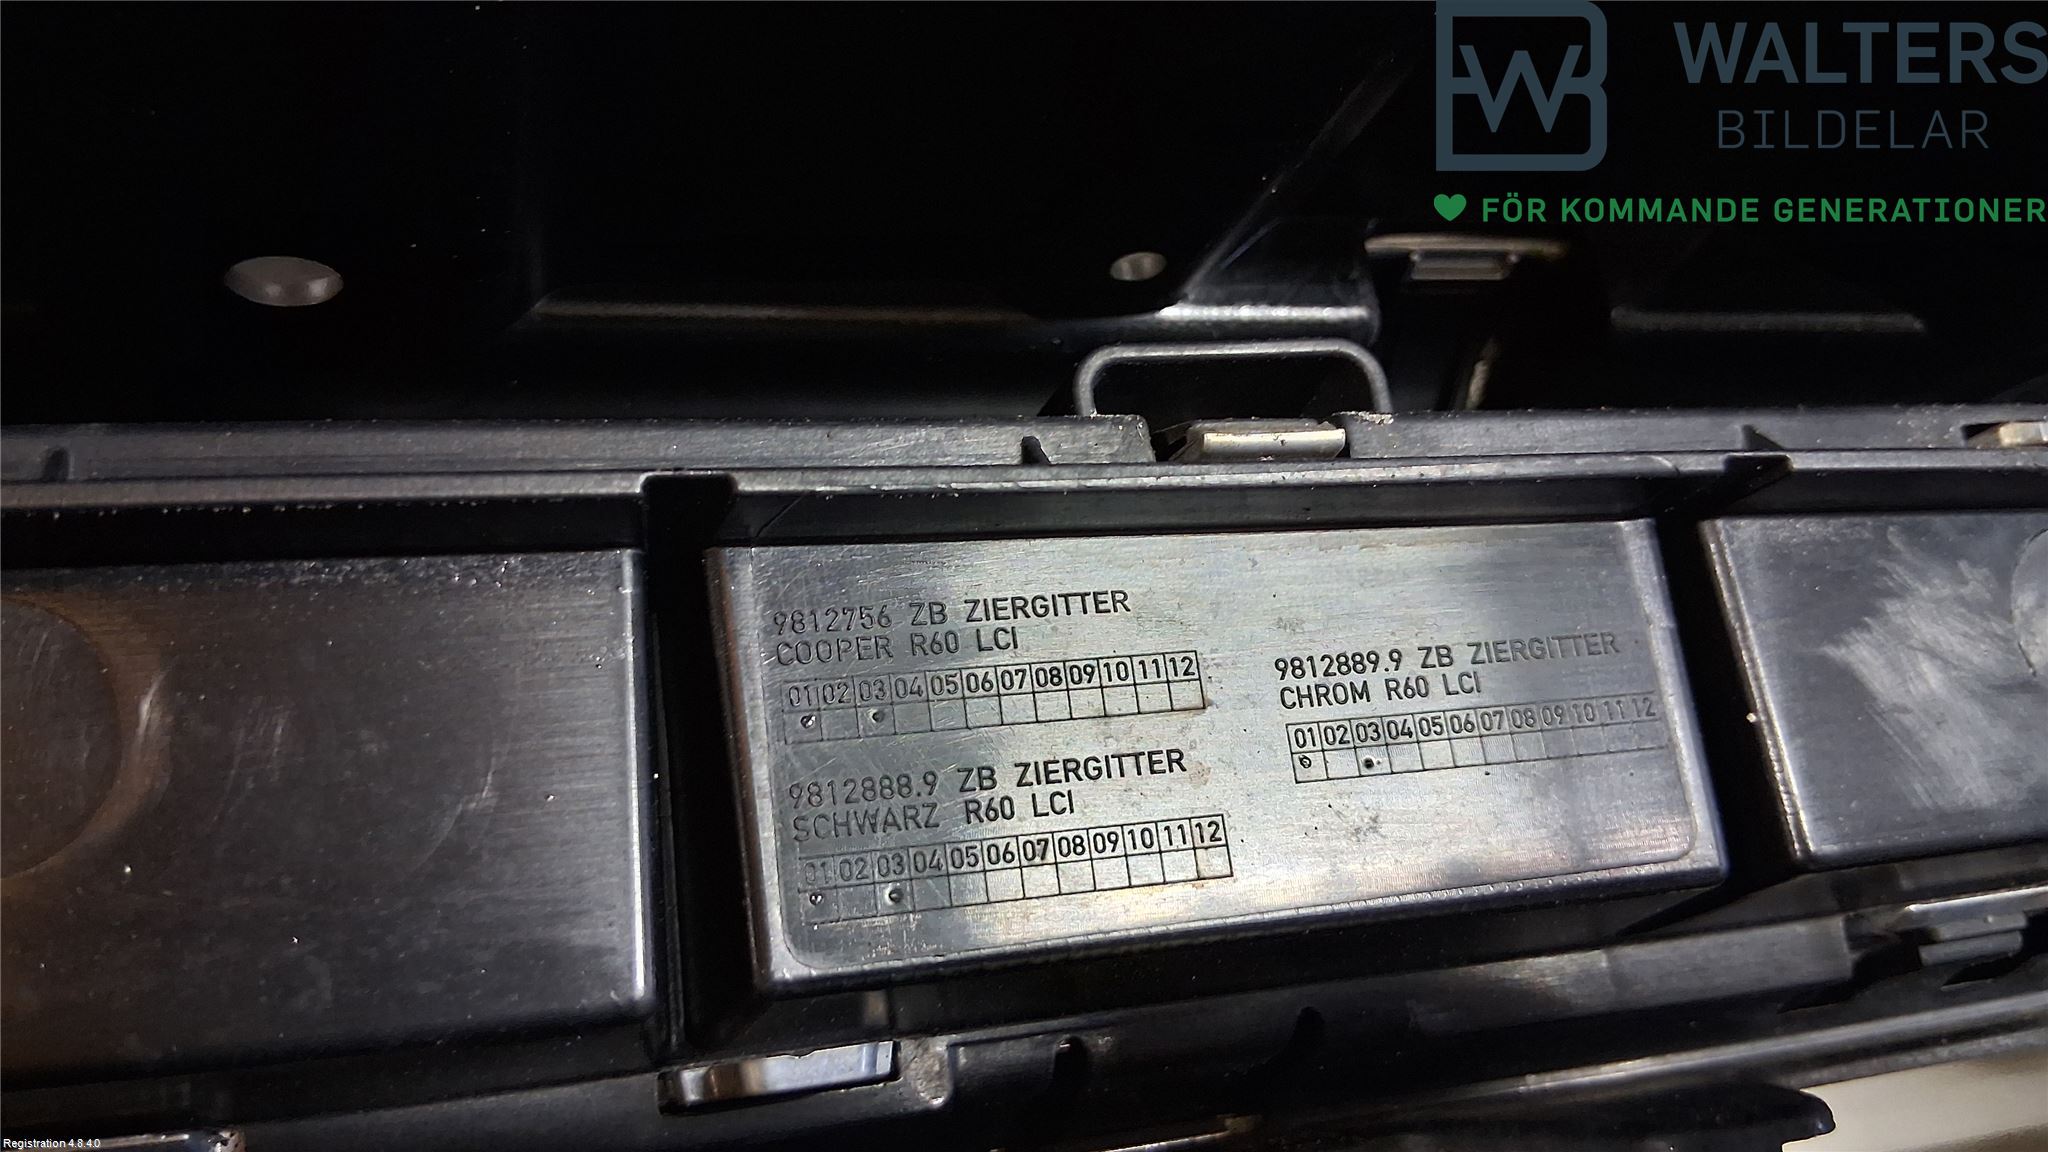 WALTERS
BILDELAR
FÖR KOMMANDE GENERATIONER
9812756 ZB ZIERGITTER
COOPER R60 LCI
01 02 03 04 05 06 07 08 09 10 11 12
9812889.9 ZB ZIERGITTER
CHROM R60 LCI
01 02 03 04 05 06 07 08 09 10 11 12
9812888.9 ZB ZIERGITTER
SCHWARZ R60 LCI
01 02 03 04 05 06 07 08 09 10 11 12
Registration 4.8.4.0